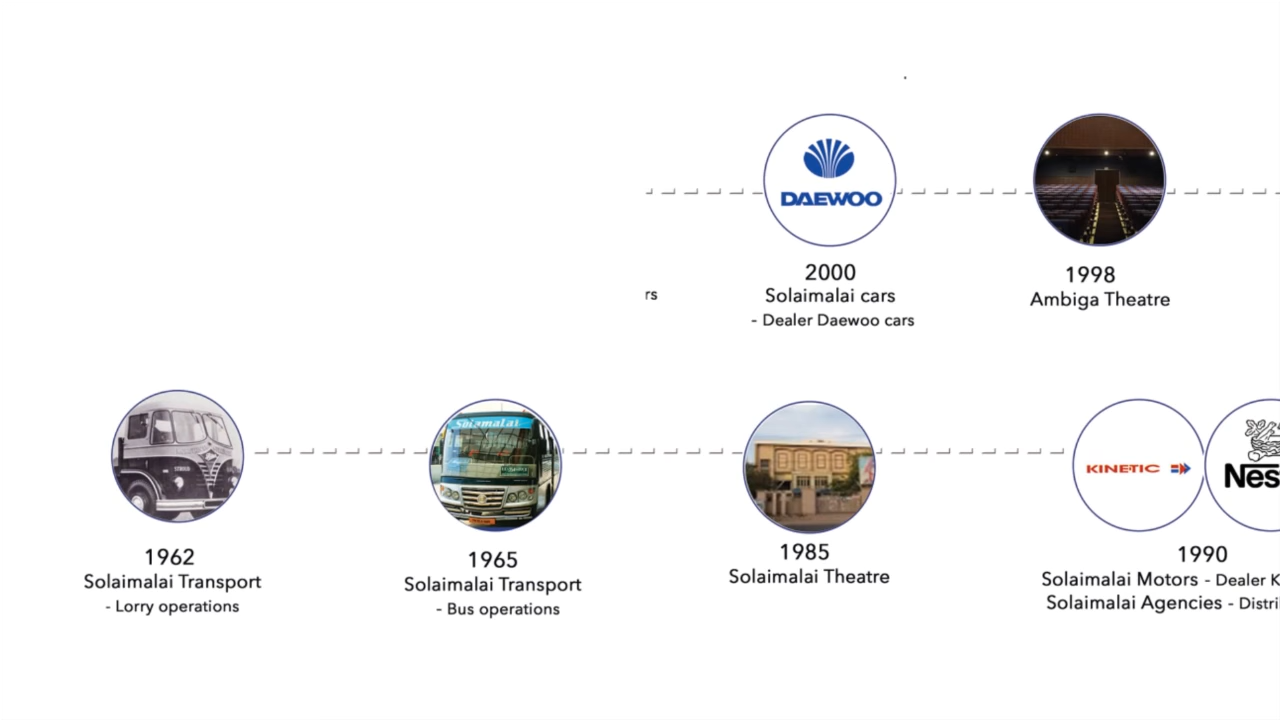 DAEWOO
2000
Solaimalai cars
- Dealer Daewoo cars
1998
Ambiga Theatre
rs
Solaimalai
1962
Solaimalai Transport
- Lorry operations
1965
Solaimalai Transport
- Bus operations
1985
Solaimalai Theatre
KINETIC
Nes
1990
Solaimalai Motors - Dealer K
Solaimalai Agencies - Distri